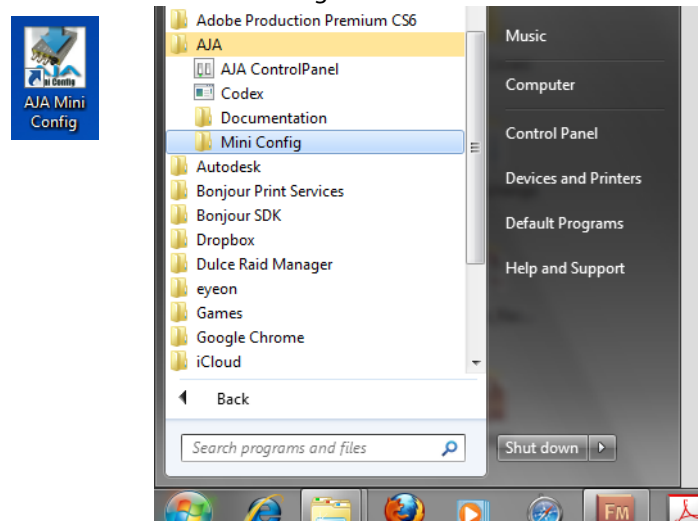 AJA Mini
Config
Adobe Production Premium CS6
AJA
AJA ControlPanel
Codex
Documentation
Mini Config
Autodesk
Bonjour Print Services
Bonjour SDK
Dropbox
Dulce Raid Manager
eyeon
Games
Google Chrome
iCloud
Back
Search programs and files
Music
Computer
Control Panel
Devices and Printers
Default Programs
Help and Support
Shut down
FM